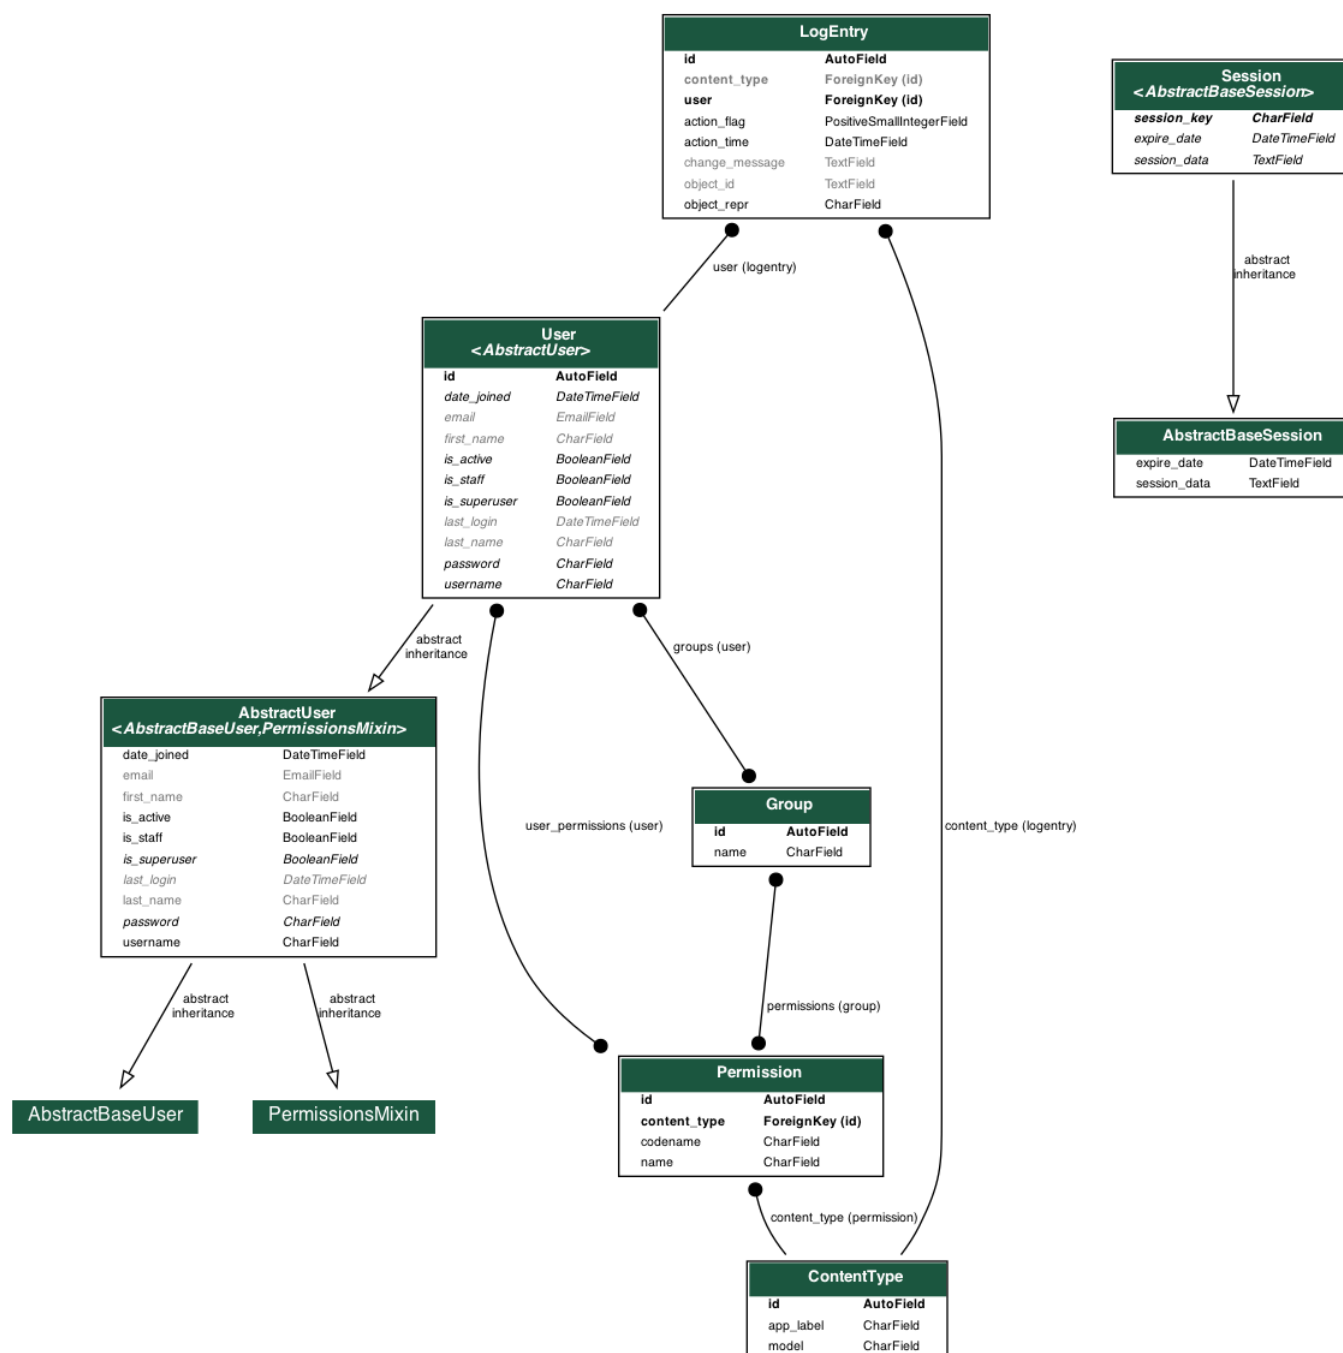 LogEntry
id AutoField
content_type ForeignKey (id)
user ForeignKey (id)
action_flag PositiveSmallIntegerField
action_time DateTimeField
change_message TextField
object_id TextField
object_repr CharField
Session
<AbstractBaseSession>
session_key CharField
expire_date DateTimeField
session_data TextField
user (logentry)
abstract
inheritance
User
<AbstractUser>
id AutoField
date_joined DateTimeField
email EmailField
first_name CharField
is_active BooleanField
is_staff BooleanField
is_superuser BooleanField
last_login DateTimeField
last_name CharField
password CharField
username CharField
AbstractBaseSession
expire_date DateTimeField
session_data TextField
abstract
inheritance
groups (user)
AbstractUser
<AbstractBaseUser,PermissionsMixin>
date_joined DateTimeField
email EmailField
first_name CharField
is_active BooleanField
is_staff BooleanField
is_superuser BooleanField
last_login DateTimeField
last_name CharField
password CharField
username CharField
user_permissions (user)
Group
id AutoField
name CharField
content_type (logentry)
abstract
inheritance
abstract
inheritance
permissions (group)
AbstractBaseUser
PermissionsMixin
Permission
id AutoField
content_type ForeignKey (id)
codename CharField
name CharField
content_type (permission)
ContentType
id AutoField
app_label CharField
model CharField